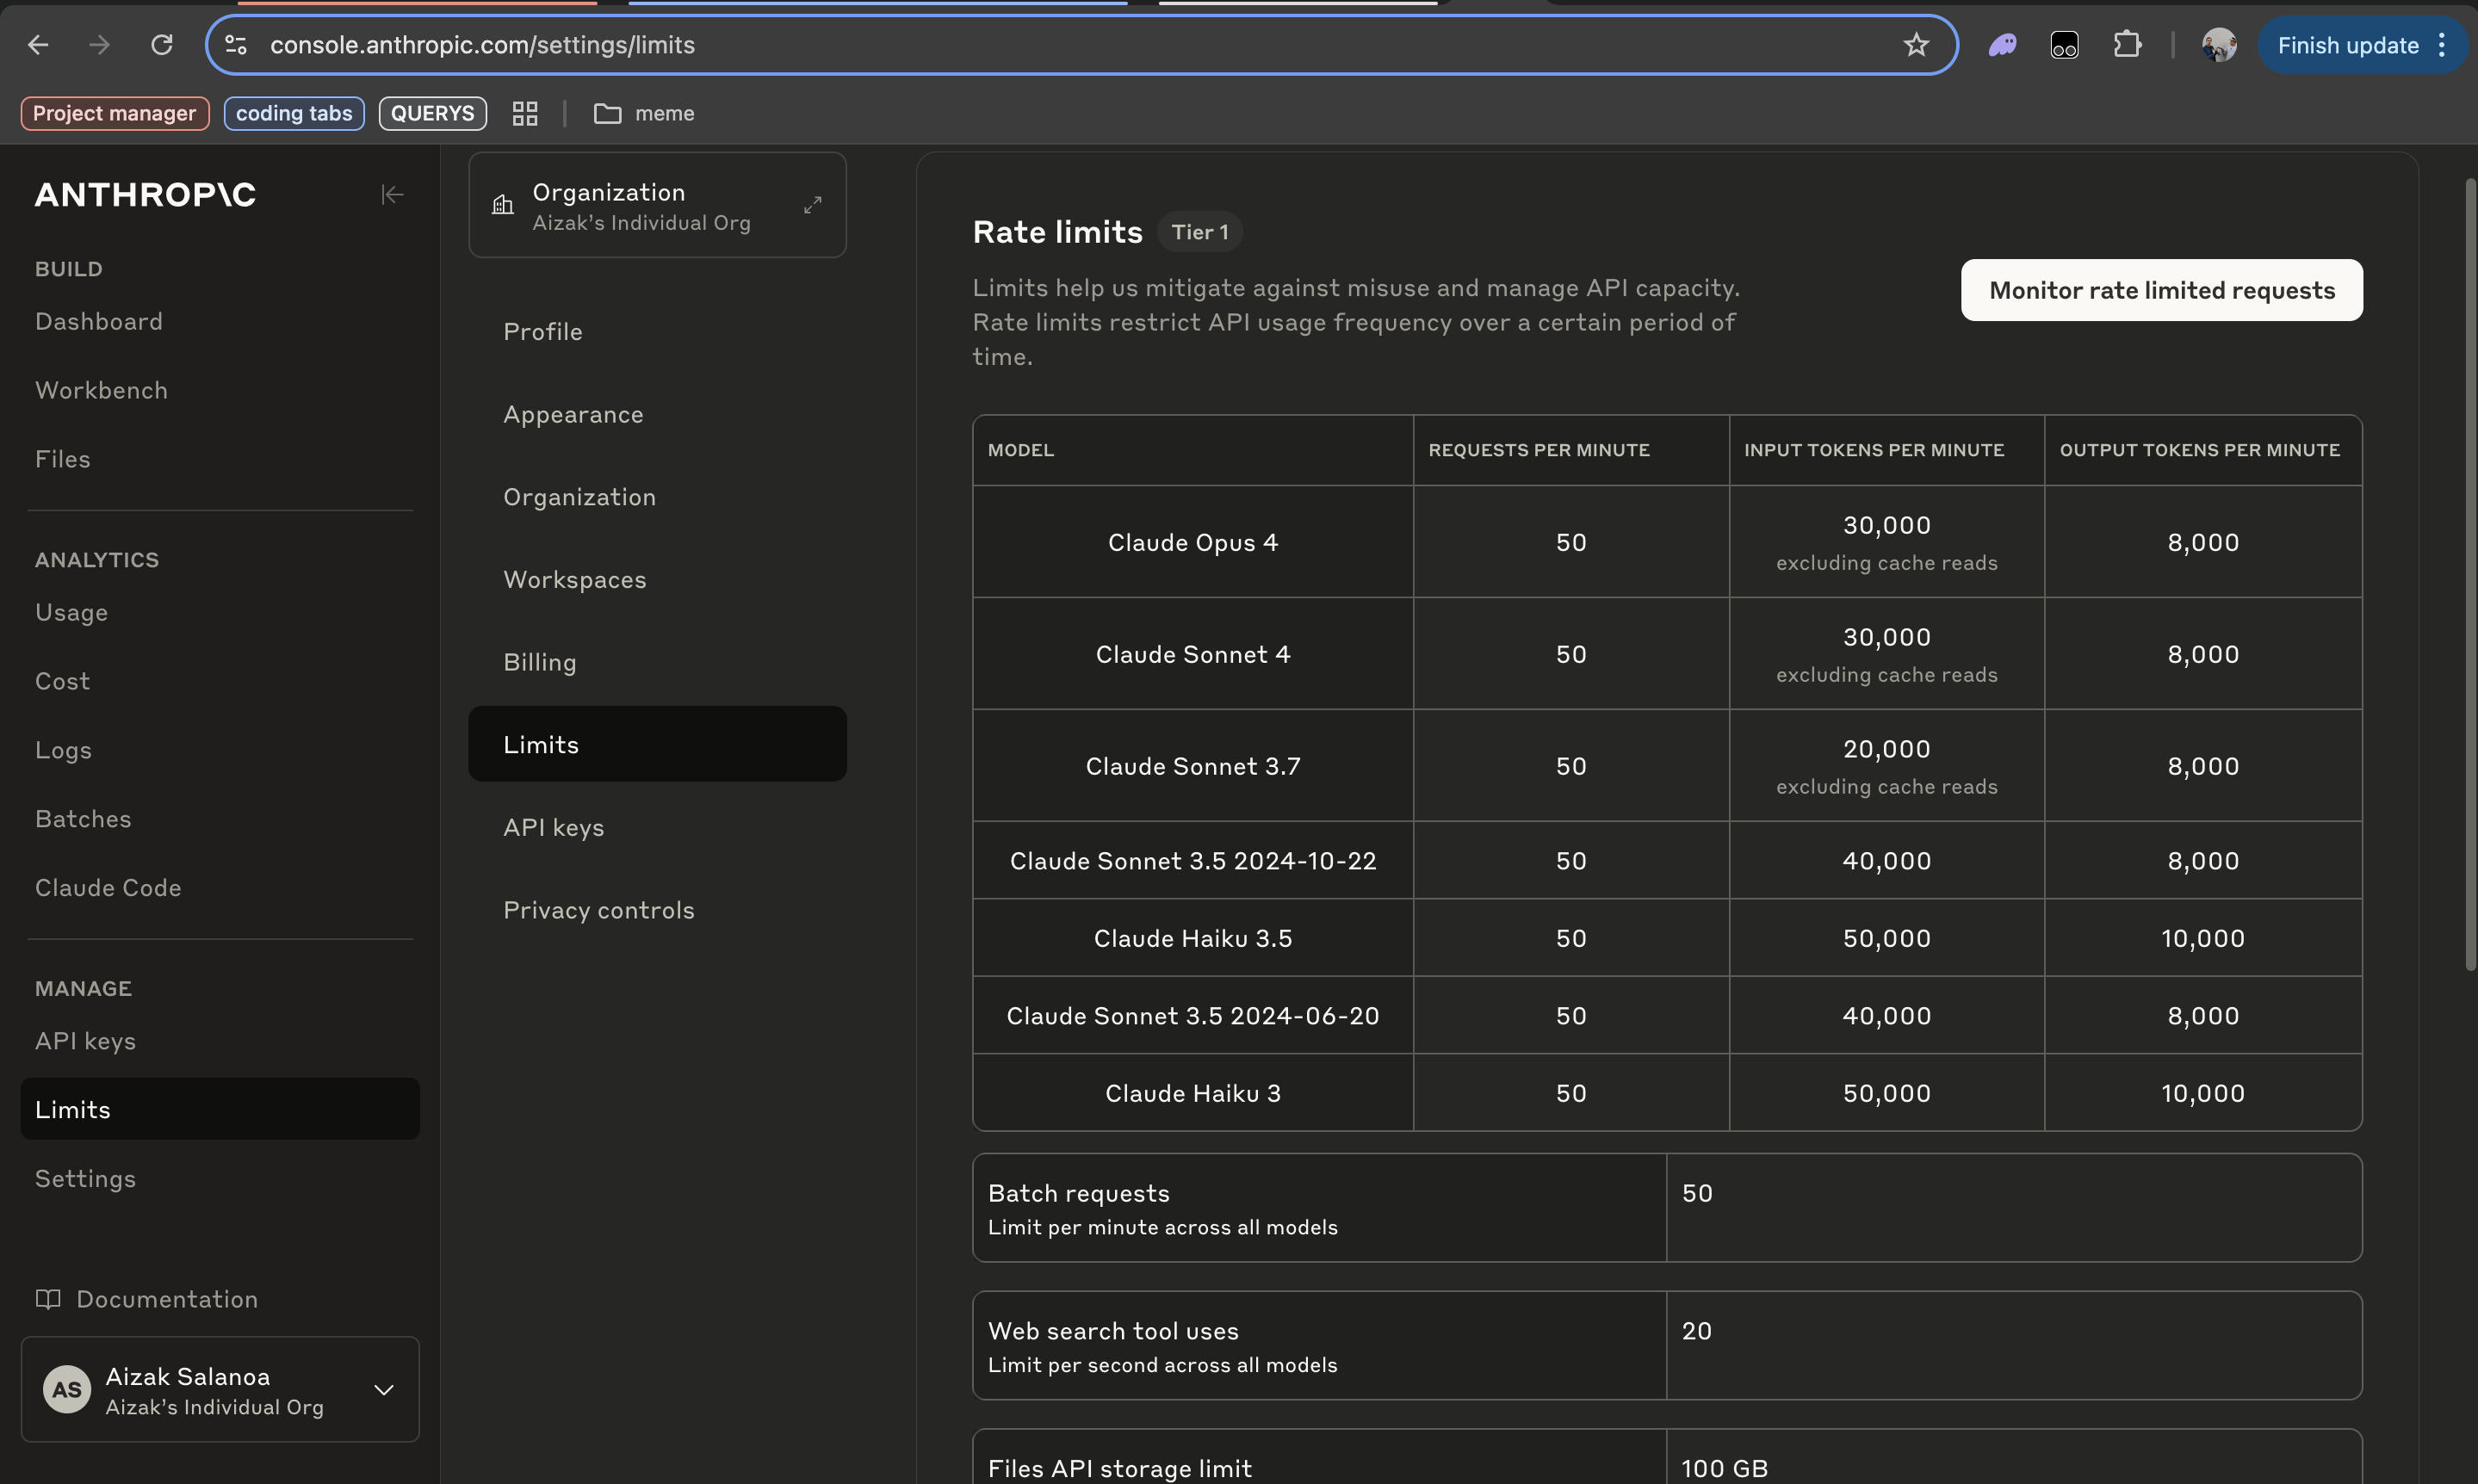 console.anthropic.com/settings/limits
Finish update
Project manager
coding tabs
QUERYS
meme
ANTHROP\C
BUILD
Dashboard
Workbench
Files
ANALYTICS
Usage
Cost
Logs
Batches
Claude Code
MANAGE
API keys
Limits
Settings
Documentation
AS
Aizak Salanoa
Aizak's Individual Org
Organization
Aizak's Individual Org
Profile
Appearance
Organization
Workspaces
Billing
Limits
API keys
Privacy controls
Rate limits Tier 1
Limits help us mitigate against misuse and manage API capacity.
Rate limits restrict API usage frequency over a certain period of
time.
Monitor rate limited requests
MODEL REQUESTS PER MINUTE INPUT TOKENS PER MINUTE OUTPUT TOKENS PER MINUTE
Claude Opus 4 50 30,000 8,000
excluding cache reads
Claude Sonnet 4 50 30,000 8,000
excluding cache reads
Claude Sonnet 3.7 50 20,000 8,000
excluding cache reads
Claude Sonnet 3.5 2024-10-22 50 40,000 8,000
Claude Haiku 3.5 50 50,000 10,000
Claude Sonnet 3.5 2024-06-20 50 40,000 8,000
Claude Haiku 3 50 50,000 10,000
Batch requests 50
Limit per minute across all models
Web search tool uses 20
Limit per second across all models
Files API storage limit 100 GB